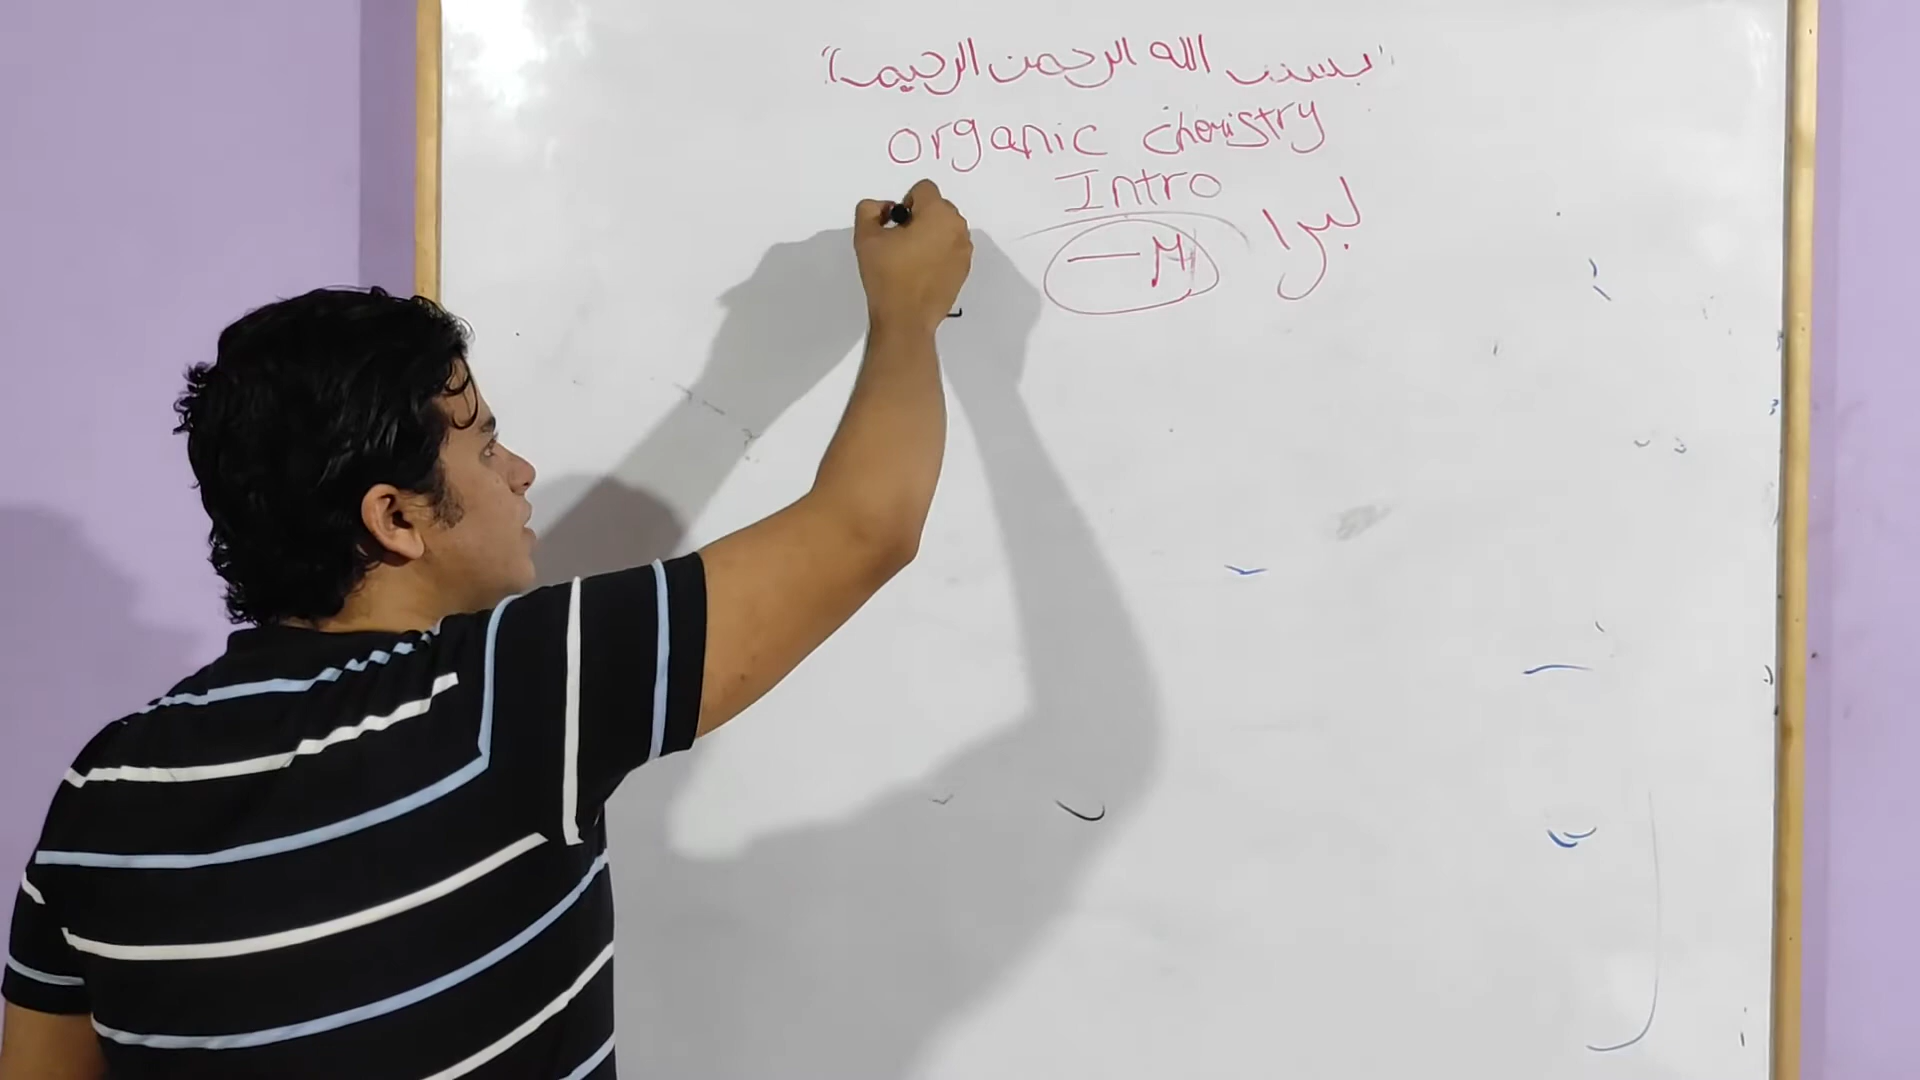 "بسم الله الرحمن الرحيم"
organic chemistry
Intro
-M